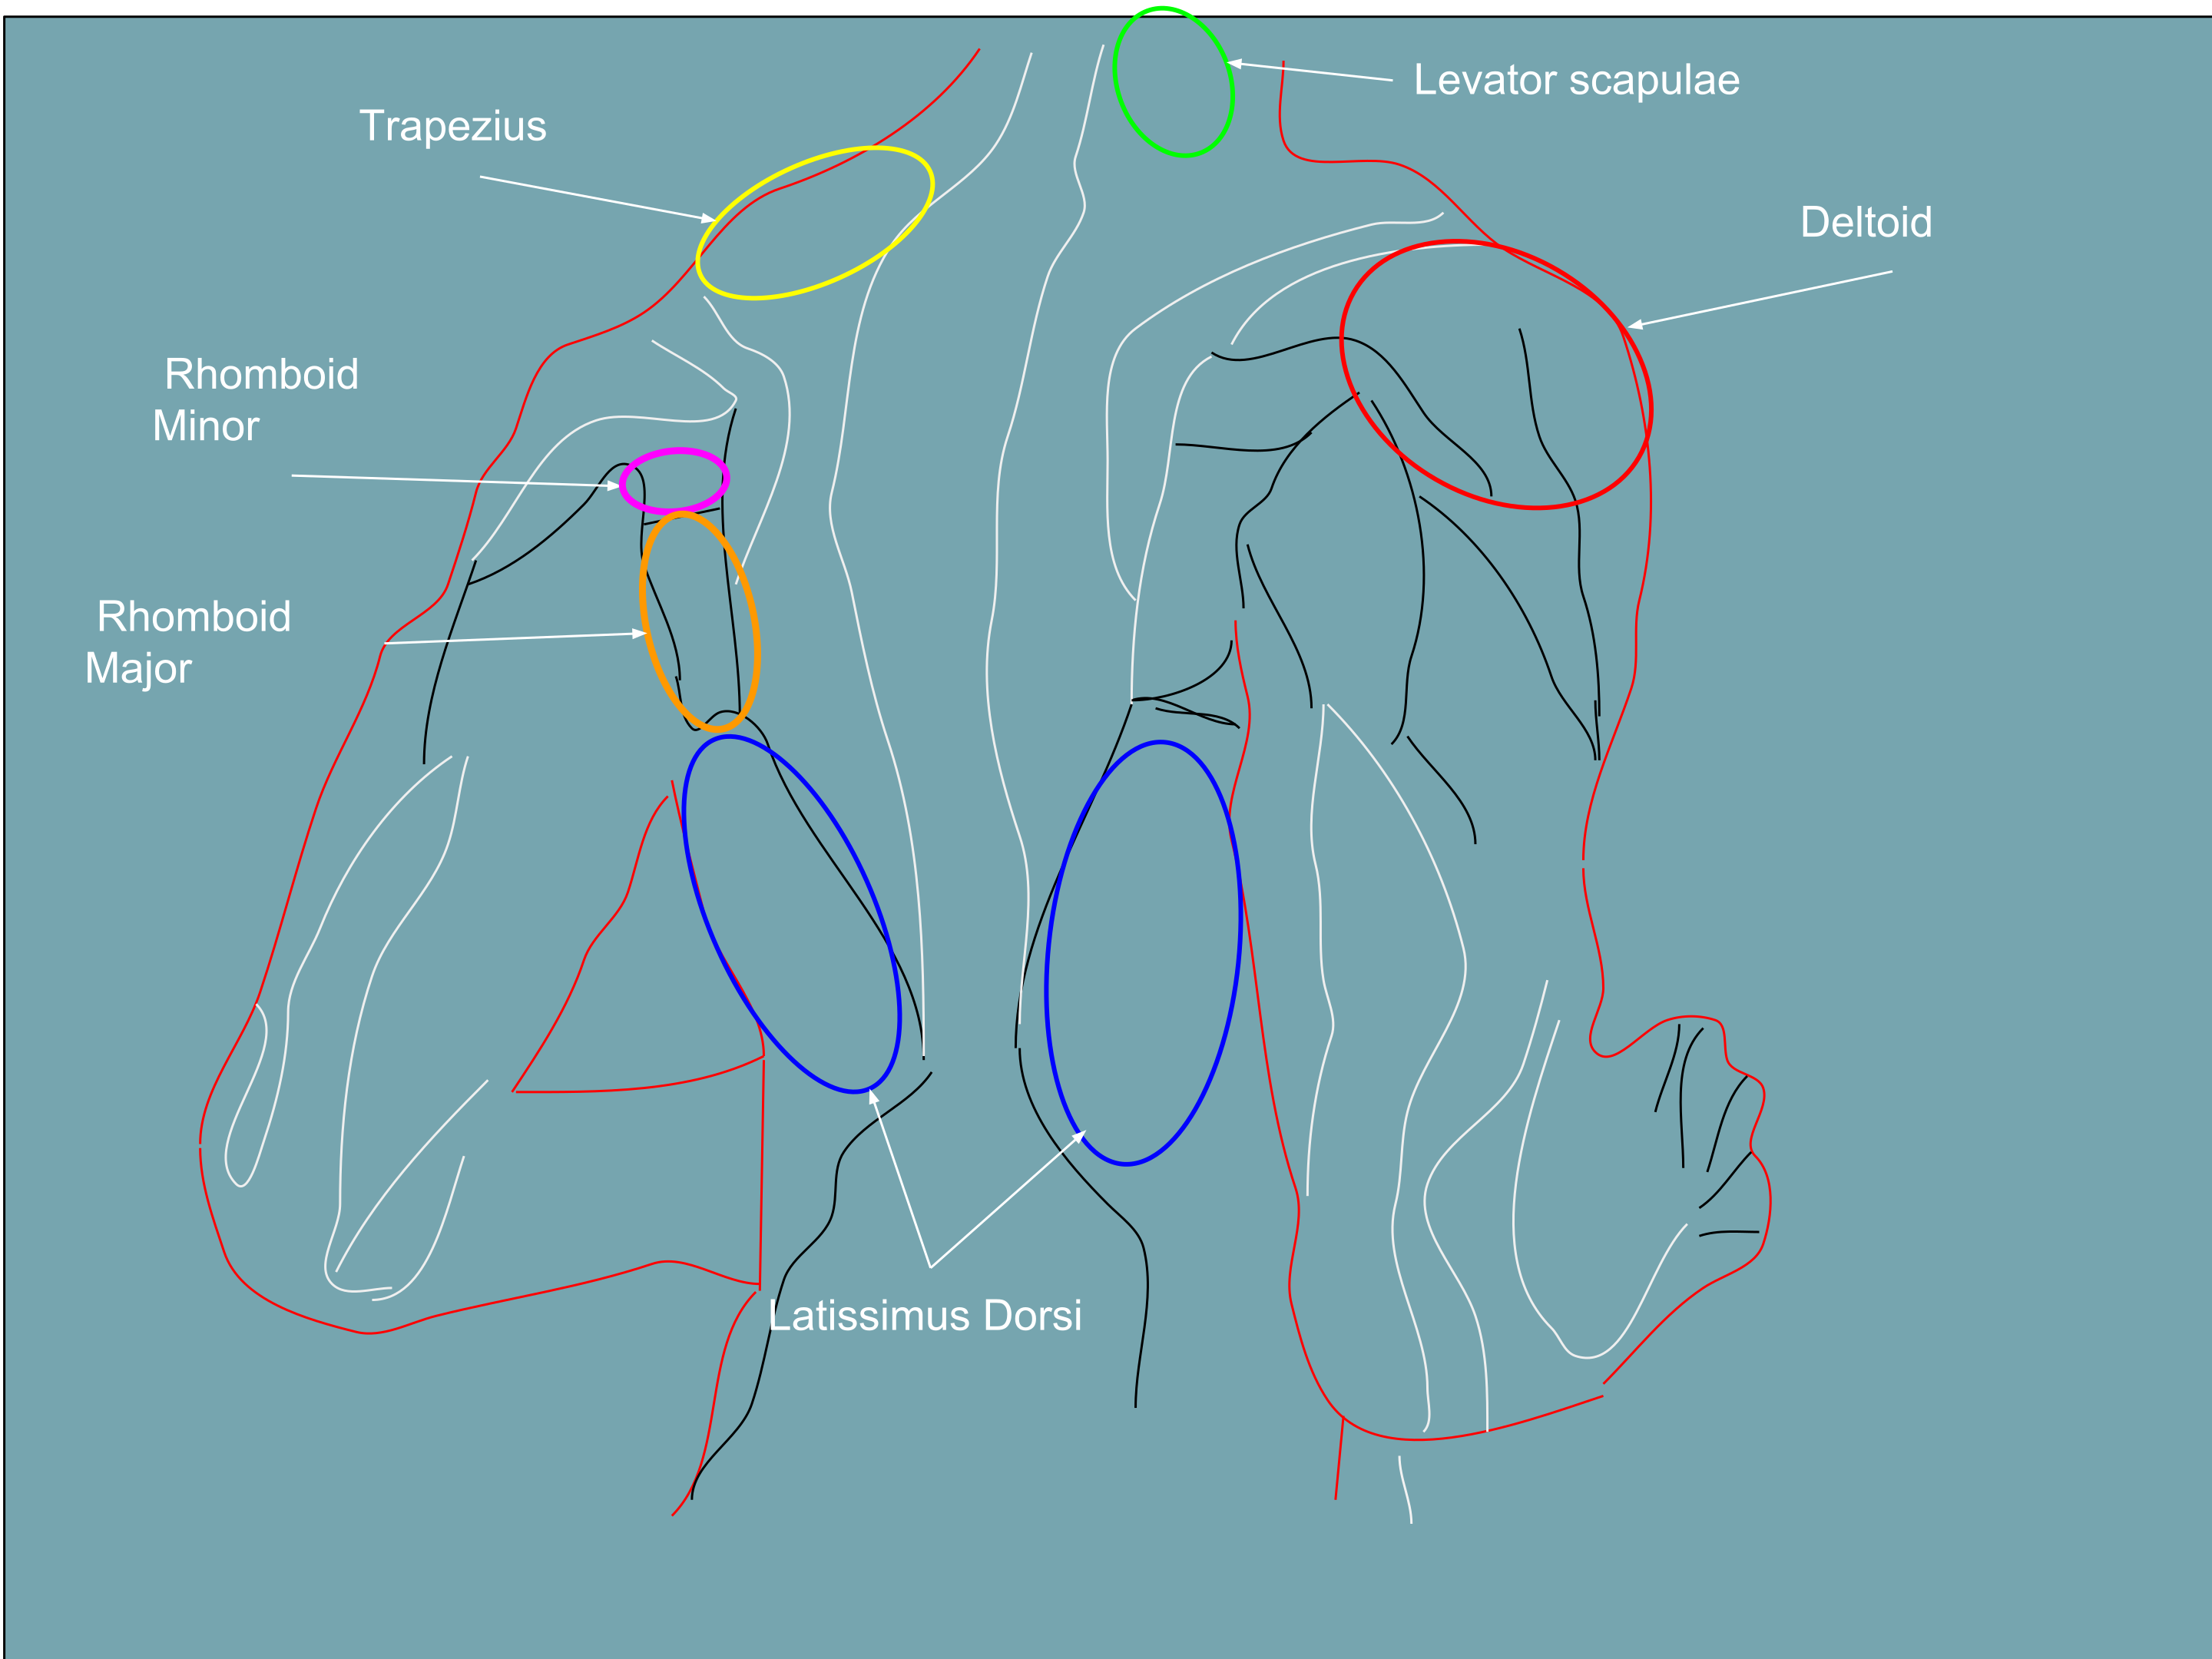 Levator scapulae
Trapezius
Deltoid
Rhomboid
Minor
Rhomboid
Major
Latissimus Dorsi